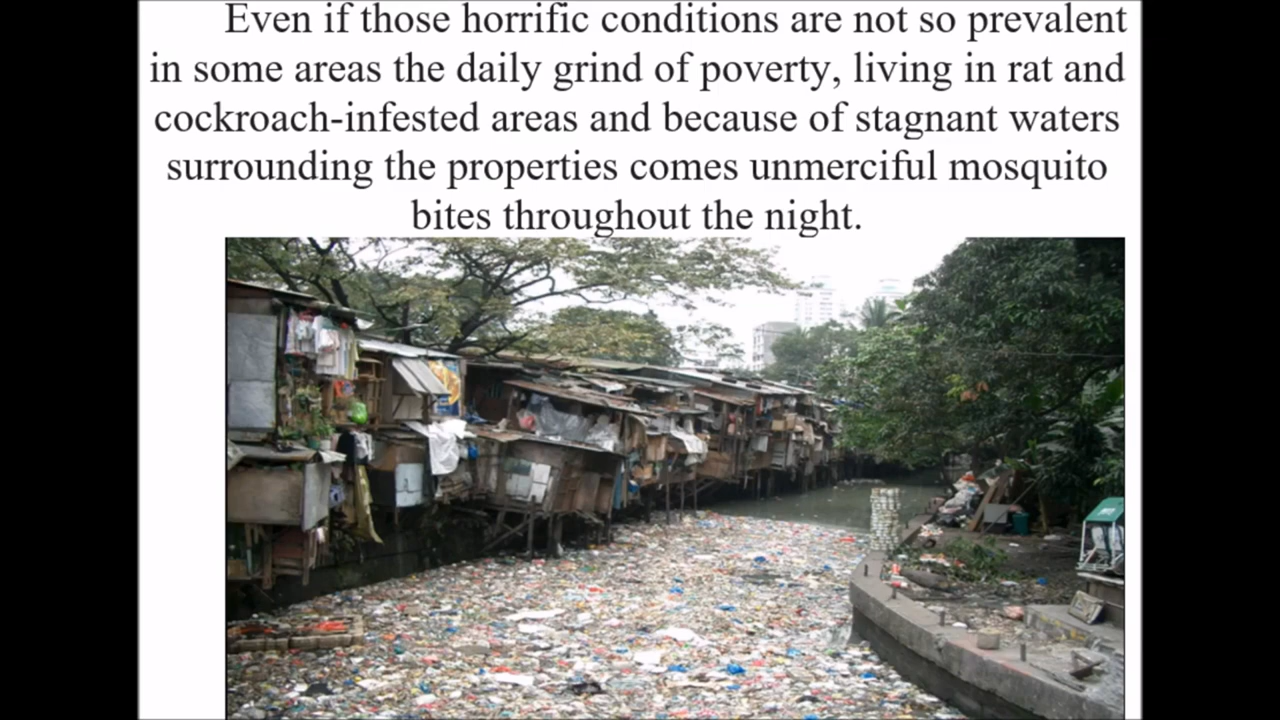 Even if those horrific conditions are not so prevalent
in some areas the daily grind of poverty, living in rat and
cockroach-infested areas and because of stagnant waters
surrounding the properties comes unmerciful mosquito
bites throughout the night.